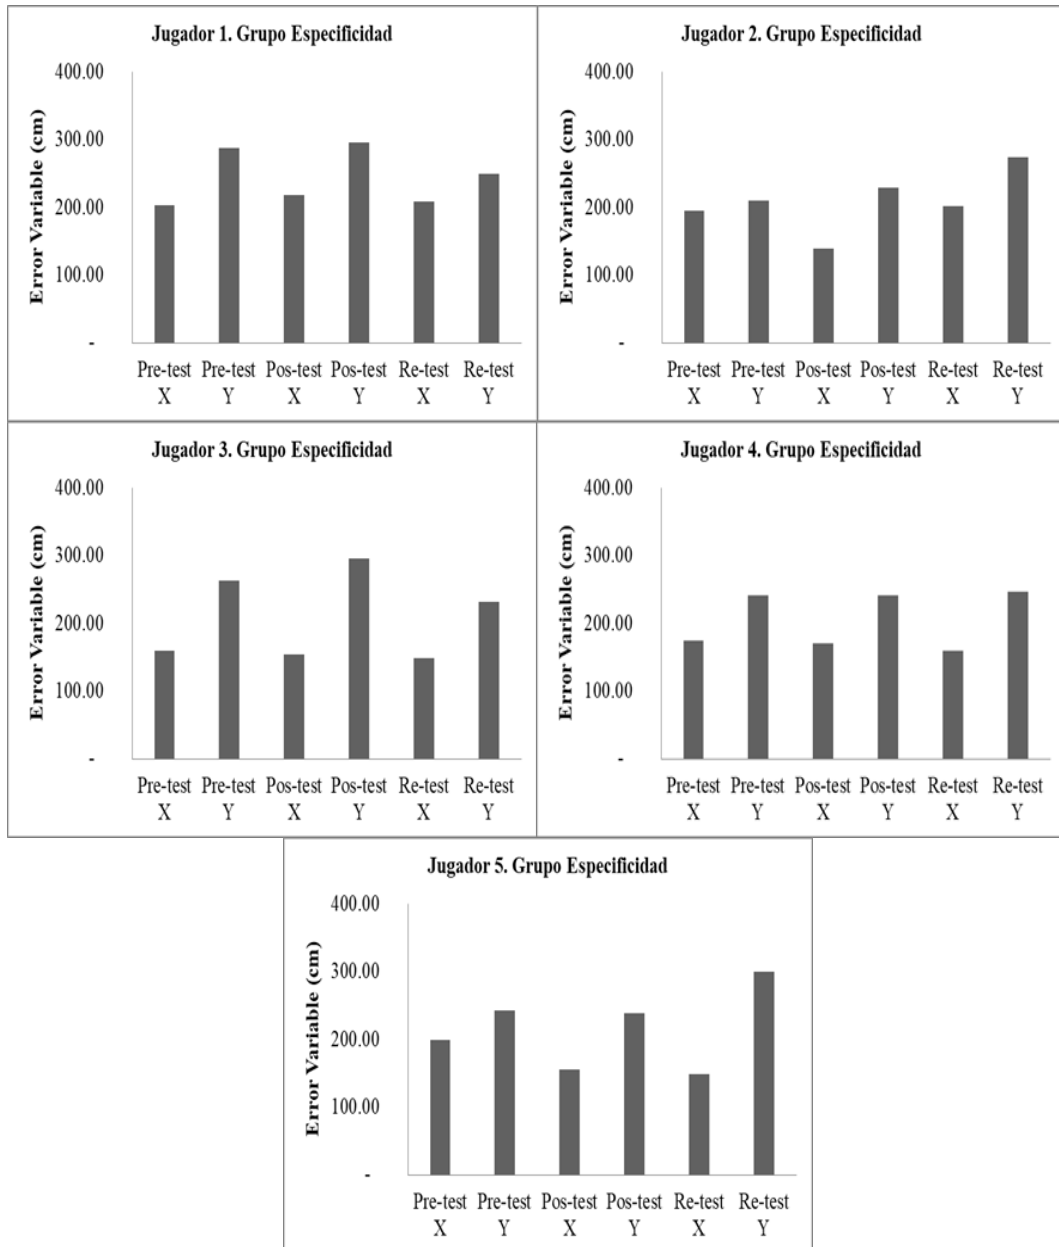 Jugador 1. Grupo Especificidad
Error Variable (cm)
400.00
300.00
200.00
100.00
-
Pre-test Pre-test Pos-test Pos-test Re-test Re-test
X Y X Y X Y
Jugador 2. Grupo Especificidad
Error Variable (cm)
400.00
300.00
200.00
100.00
-
Pre-test Pre-test Pos-test Pos-test Re-test Re-test
X Y X Y X Y
Jugador 3. Grupo Especificidad
Error Variable (cm)
400.00
300.00
200.00
100.00
-
Pre-test Pre-test Pos-test Pos-test Re-test Re-test
X Y X Y X Y
Jugador 4. Grupo Especificidad
Error Variable (cm)
400.00
300.00
200.00
100.00
-
Pre-test Pre-test Pos-test Pos-test Re-test Re-test
X Y X Y X Y
Jugador 5. Grupo Especificidad
Error Variable (cm)
400.00
300.00
200.00
100.00
-
Pre-test Pre-test Pos-test Pos-test Re-test Re-test
X Y X Y X Y